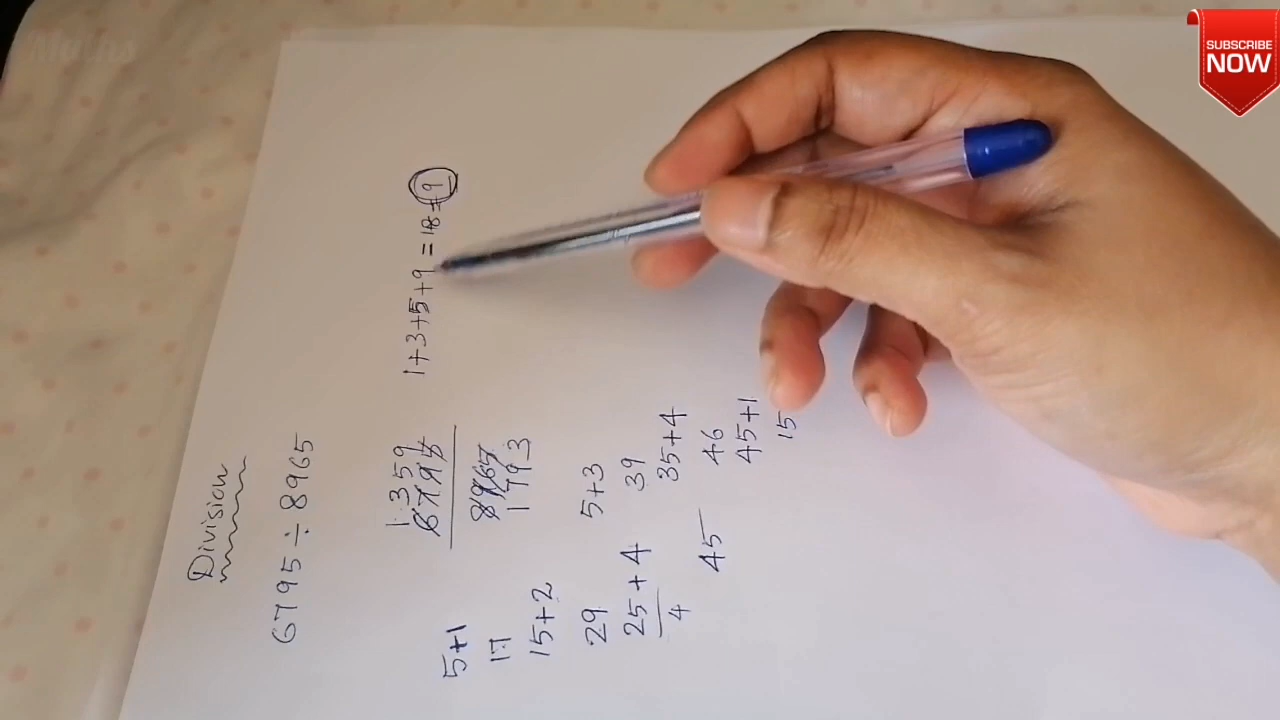 Maths
SUBSCRIBE
NOW
Division
6795 ÷ 8965
1 359
6795
8965
1793
1+3+5+9 = 18 = 9
5+1
17
15+2
29
25+4
4
45
5+3
39
35+4
46
45+1
15